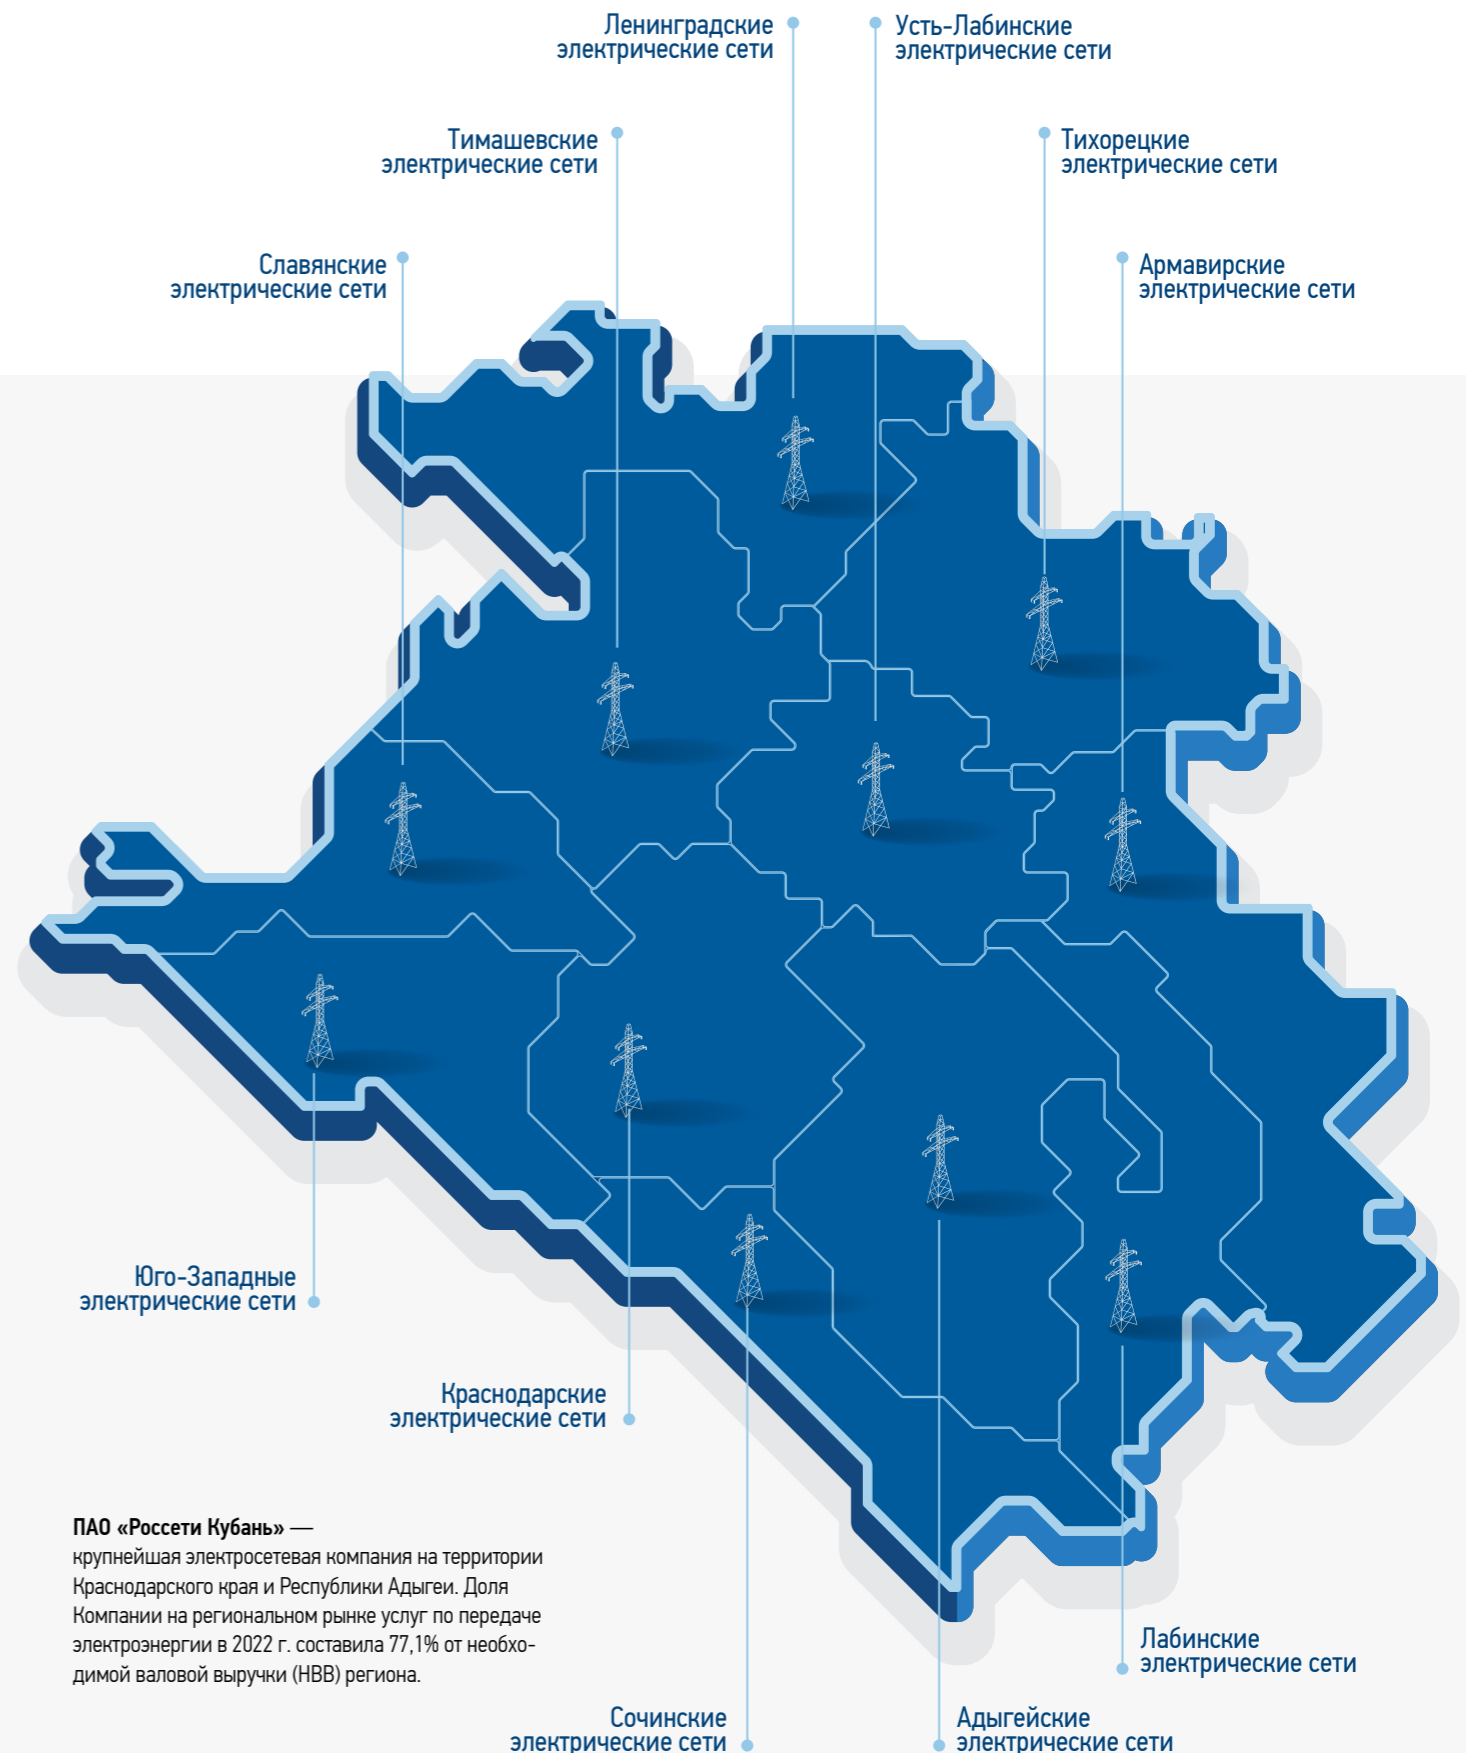 Ленинградские
электрические сети
Усть-Лабинские
электрические сети
Тимашевские
электрические сети
Тихорецкие
электрические сети
Славянские
электрические сети
Армавирские
электрические сети
Юго-Западные
электрические сети
Краснодарские
электрические сети
ПАО «Россети Кубань» —
крупнейшая электросетевая компания на территории
Краснодарского края и Республики Адыгеи. Доля
Компании на региональном рынке услуг по передаче
электроэнергии в 2022 г. составила 77,1% от необхо-
димой валовой выручки (НВВ) региона.
Лабинские
электрические сети
Сочинские
электрические сети
Адыгейские
электрические сети